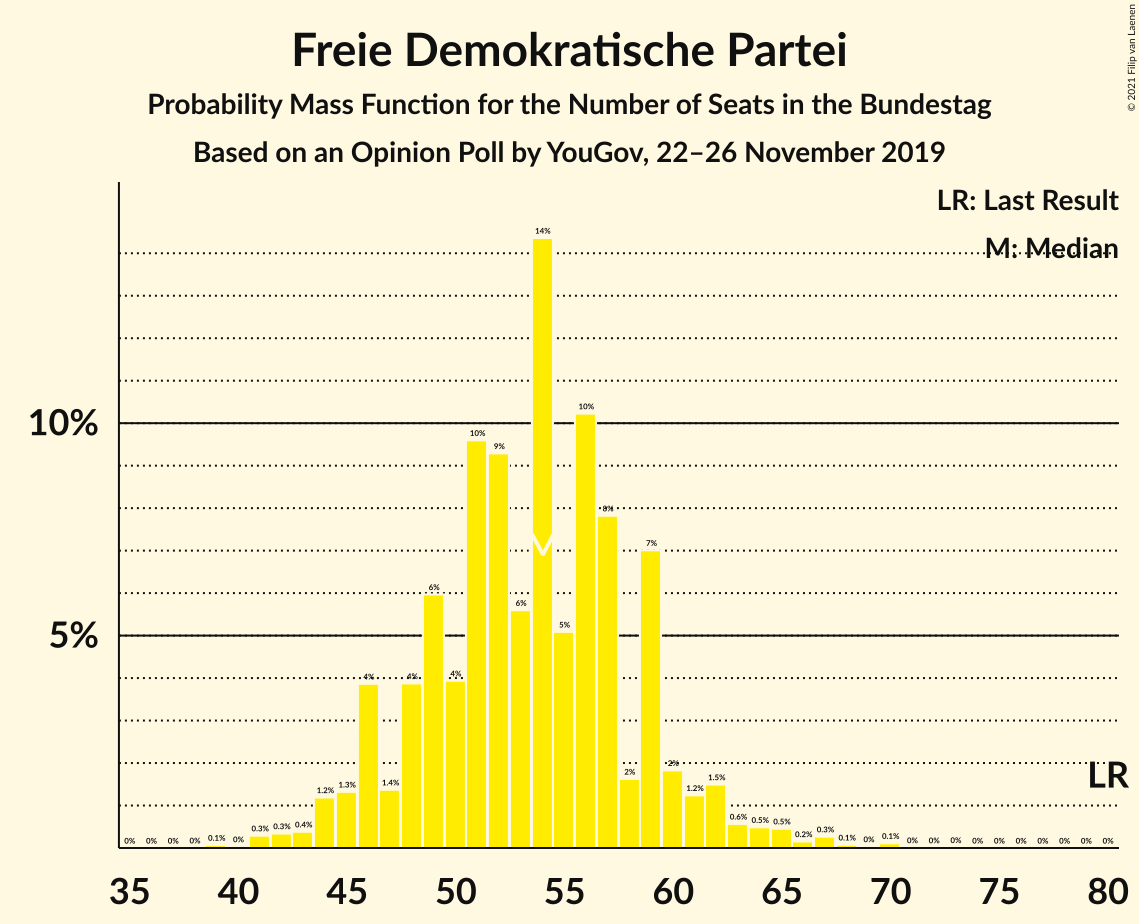 Freie Demokratische Partei
Probability Mass Function for the Number of Seats in the Bundestag
Based on an Opinion Poll by YouGov, 22–26 November 2019
© 2021 Filip van Laenen
LR: Last Result
M: Median
10%
5%
0% 0% 0% 0% 0.1% 0% 0.3% 0.3% 0.4% 1.2% 1.3% 4% 1.4% 4% 6% 4% 10% 9% 6% 14% 5% 10% 8% 2% 7% 2% 1.2% 1.5% 0.6% 0.5% 0.5% 0.2% 0.3% 0.1% 0% 0.1% 0% 0% 0% 0% 0% 0% 0% 0% 0% 0%
LR
35 40 45 50 55 60 65 70 75 80